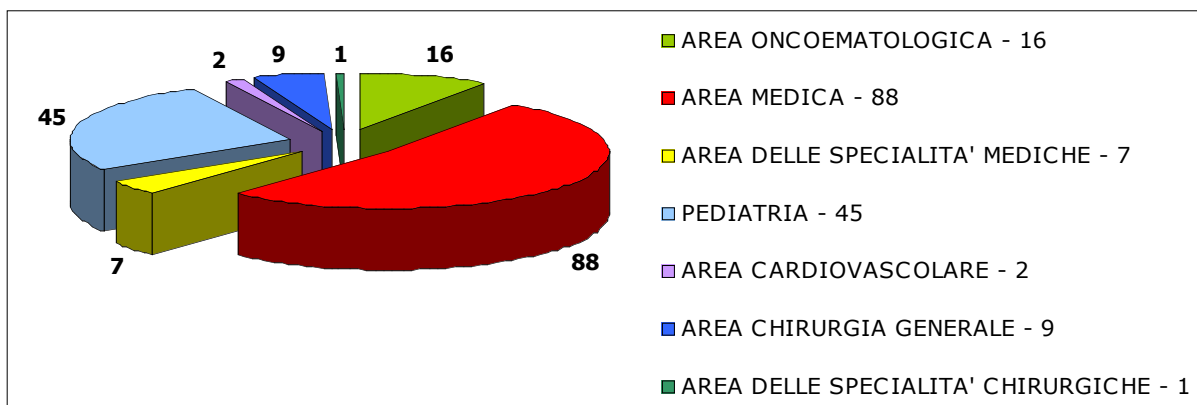 2
9
1
16
45
7
88
AREA ONCOEMATOLOGICA - 16
AREA MEDICA - 88
AREA DELLE SPECIALITA' MEDICHE - 7
PEDIATRIA - 45
AREA CARDIOVASCOLARE - 2
AREA CHIRURGIA GENERALE - 9
AREA DELLE SPECIALITA' CHIRURGICHE - 1